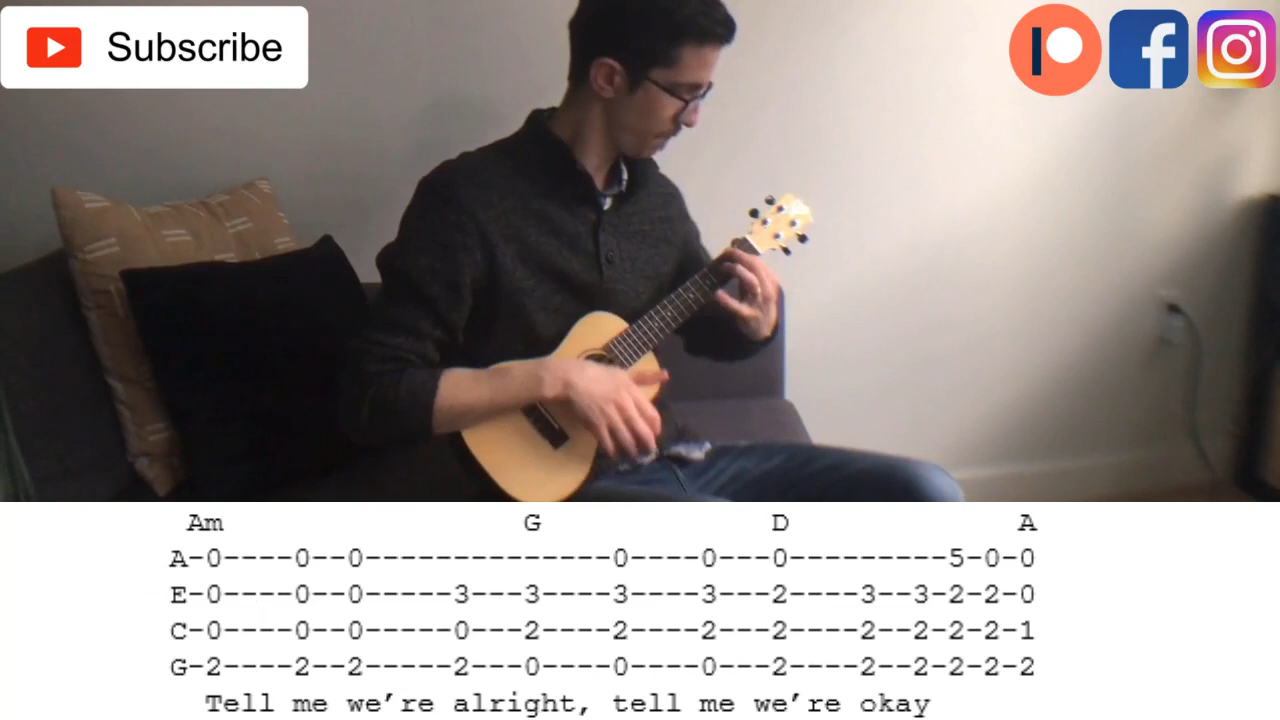 Subscribe
Am                 G             D             A
A-0----0--0--------------0----0---0---------5-0-0
E-0----0--0-----3---3----3----3---2----3--3-2-2-0
C-0----0--0-----0---2----2----2---2----2--2-2-2-1
G-2----2--2-----2---0----0----0---2----2--2-2-2-2
Tell me we’re alright, tell me we’re okay